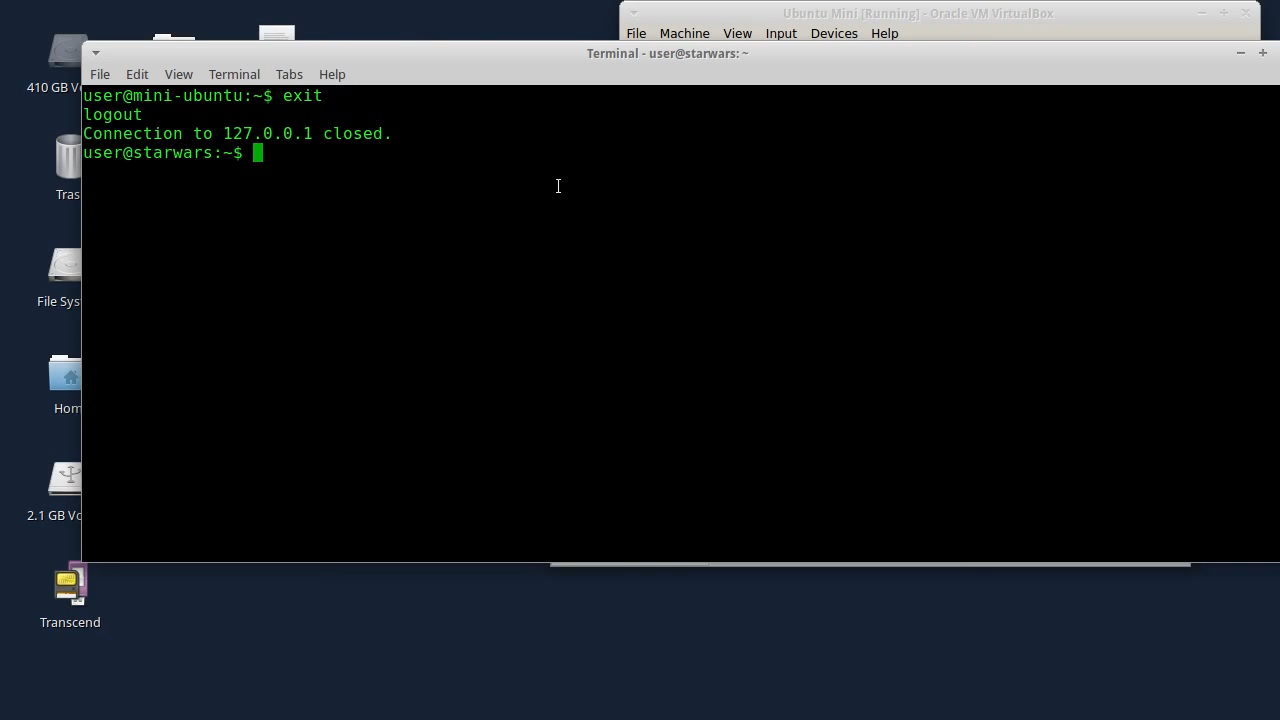 Ubuntu Mini [Running] - Oracle VM VirtualBox
File Machine View Input Devices Help
Terminal - user@starwars: ~
File Edit View Terminal Tabs Help
user@mini-ubuntu:~$ exit
logout
Connection to 127.0.0.1 closed.
user@starwars:~$
410 GB Vo
Tras
File Sys
Hom
2.1 GB Vo
Transcend